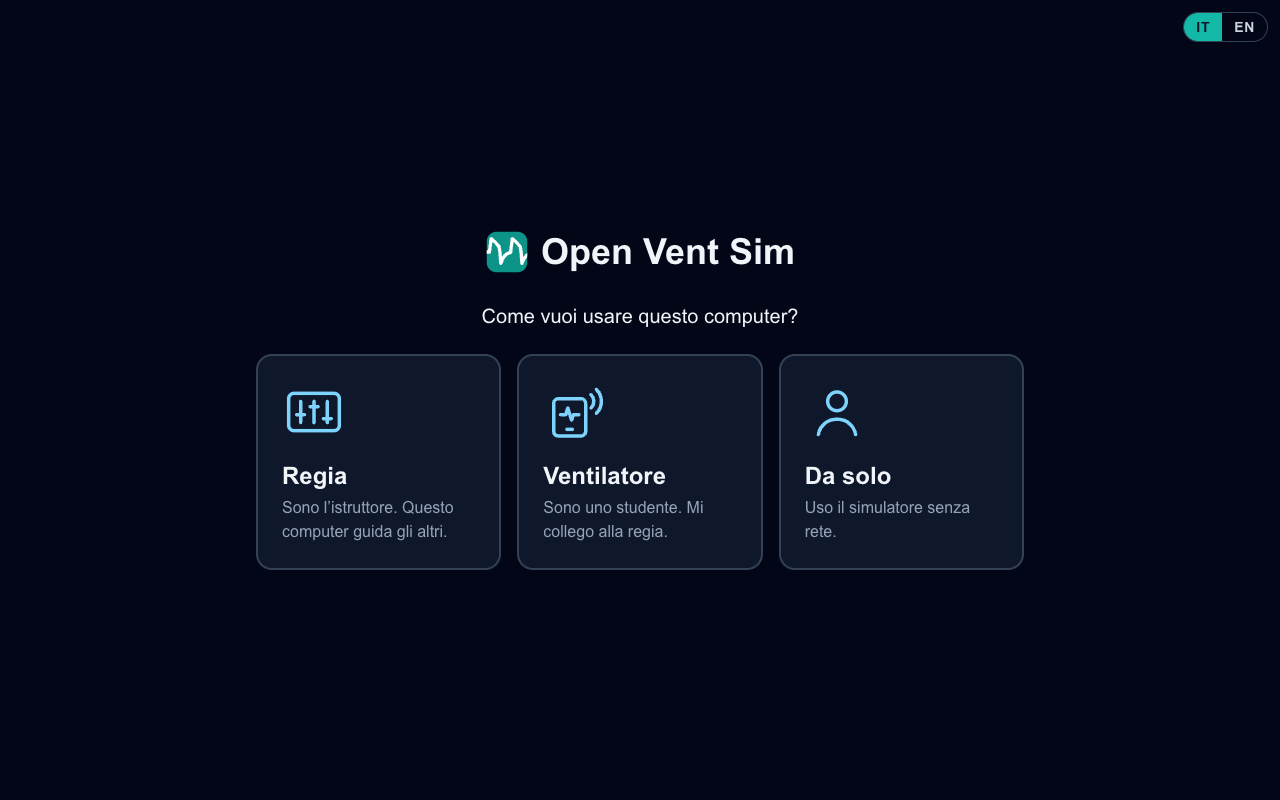 IT EN
Open Vent Sim
Come vuoi usare questo computer?
Regia
Sono l’istruttore. Questo
computer guida gli altri.
Ventilatore
Sono uno studente. Mi
collego alla regia.
Da solo
Uso il simulatore senza
rete.